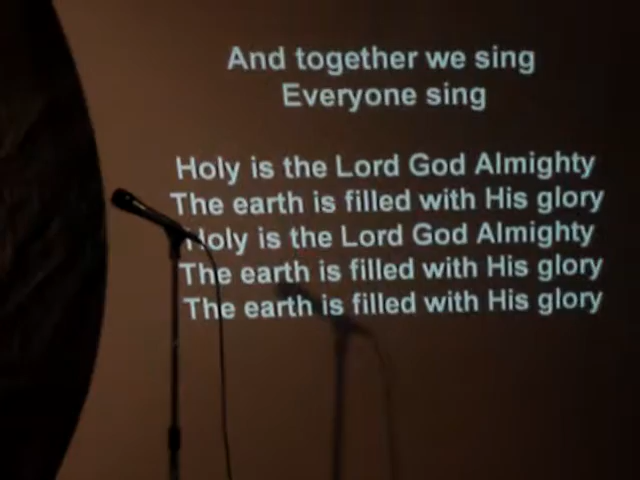 And together we sing
Everyone sing
Holy is the Lord God Almighty
The earth is filled with His glory
Holy is the Lord God Almighty
The earth is filled with His glory
The earth is filled with His glory